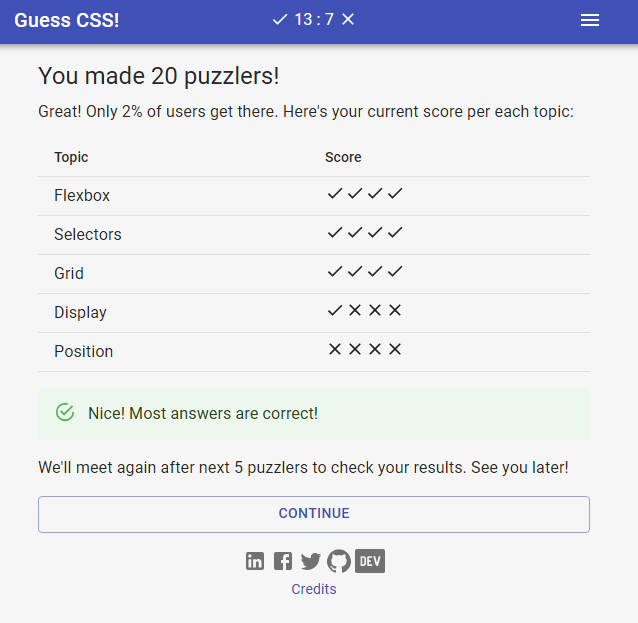 Guess CSS! ✓ 13 : 7 ✕
You made 20 puzzlers!
Great! Only 2% of users get there. Here's your current score per each topic:
Topic Score
Flexbox ✓ ✓ ✓ ✓
Selectors ✓ ✓ ✓ ✓
Grid ✓ ✓ ✓ ✓
Display ✓ ✕ ✕ ✕
Position ✕ ✕ ✕ ✕
Nice! Most answers are correct!
We'll meet again after next 5 puzzlers to check your results. See you later!
CONTINUE
in f DEV
Credits